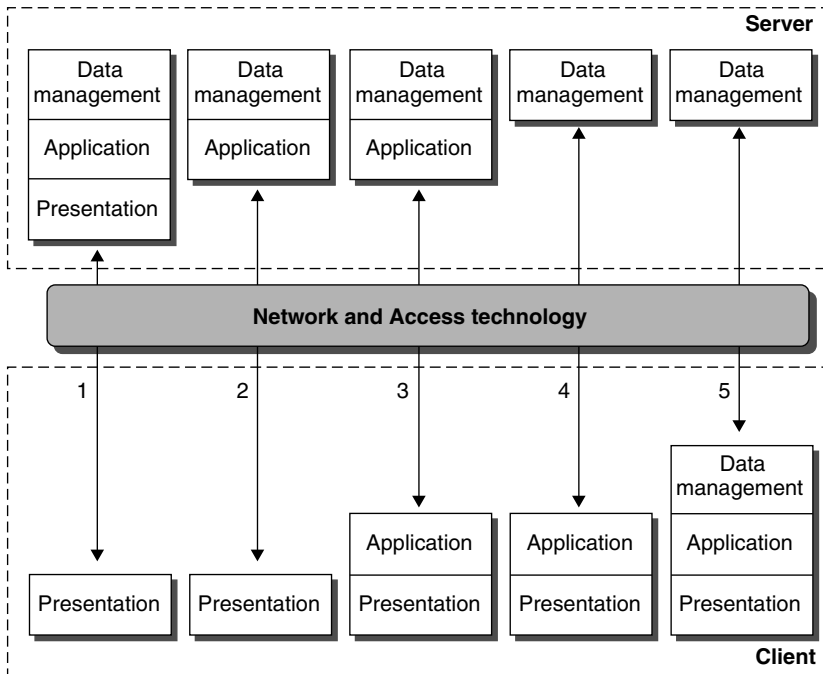 Server
Data
management
Application
Presentation
Data
management
Application
Data
management
Application
Data
management
Data
management
Network and Access technology
1
2
3
4
5
Presentation
Presentation
Application
Presentation
Application
Presentation
Data
management
Application
Presentation
Client